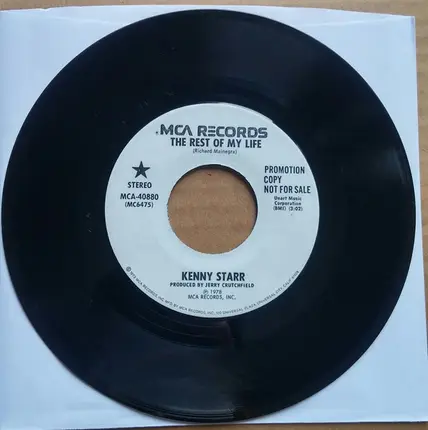 MCA RECORDS
THE REST OF MY LIFE
(Richard Mainegra)
STEREO
MCA-40880
(MC6475)
PROMOTION
COPY
NOT FOR SALE
Unart Music
Corporation
(BMI) (3:02)
KENNY STARR
PRODUCED BY JERRY CRUTCHFIELD
℗ 1978
MCA RECORDS, INC.